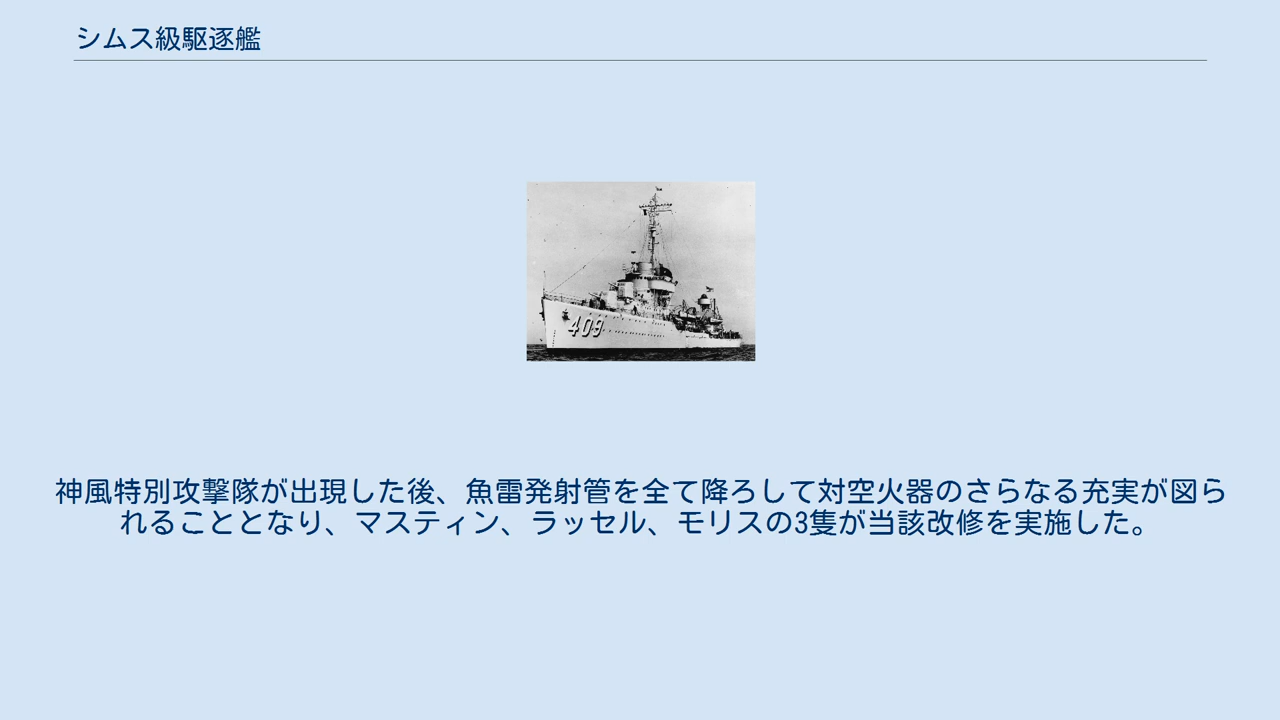 シムス級駆逐艦
409
神風特別攻撃隊が出現した後、魚雷発射管を全て降ろして対空火器のさらなる充実が図ら
れることとなり、マスティン、ラッセル、モリスの3隻が当該改修を実施した。